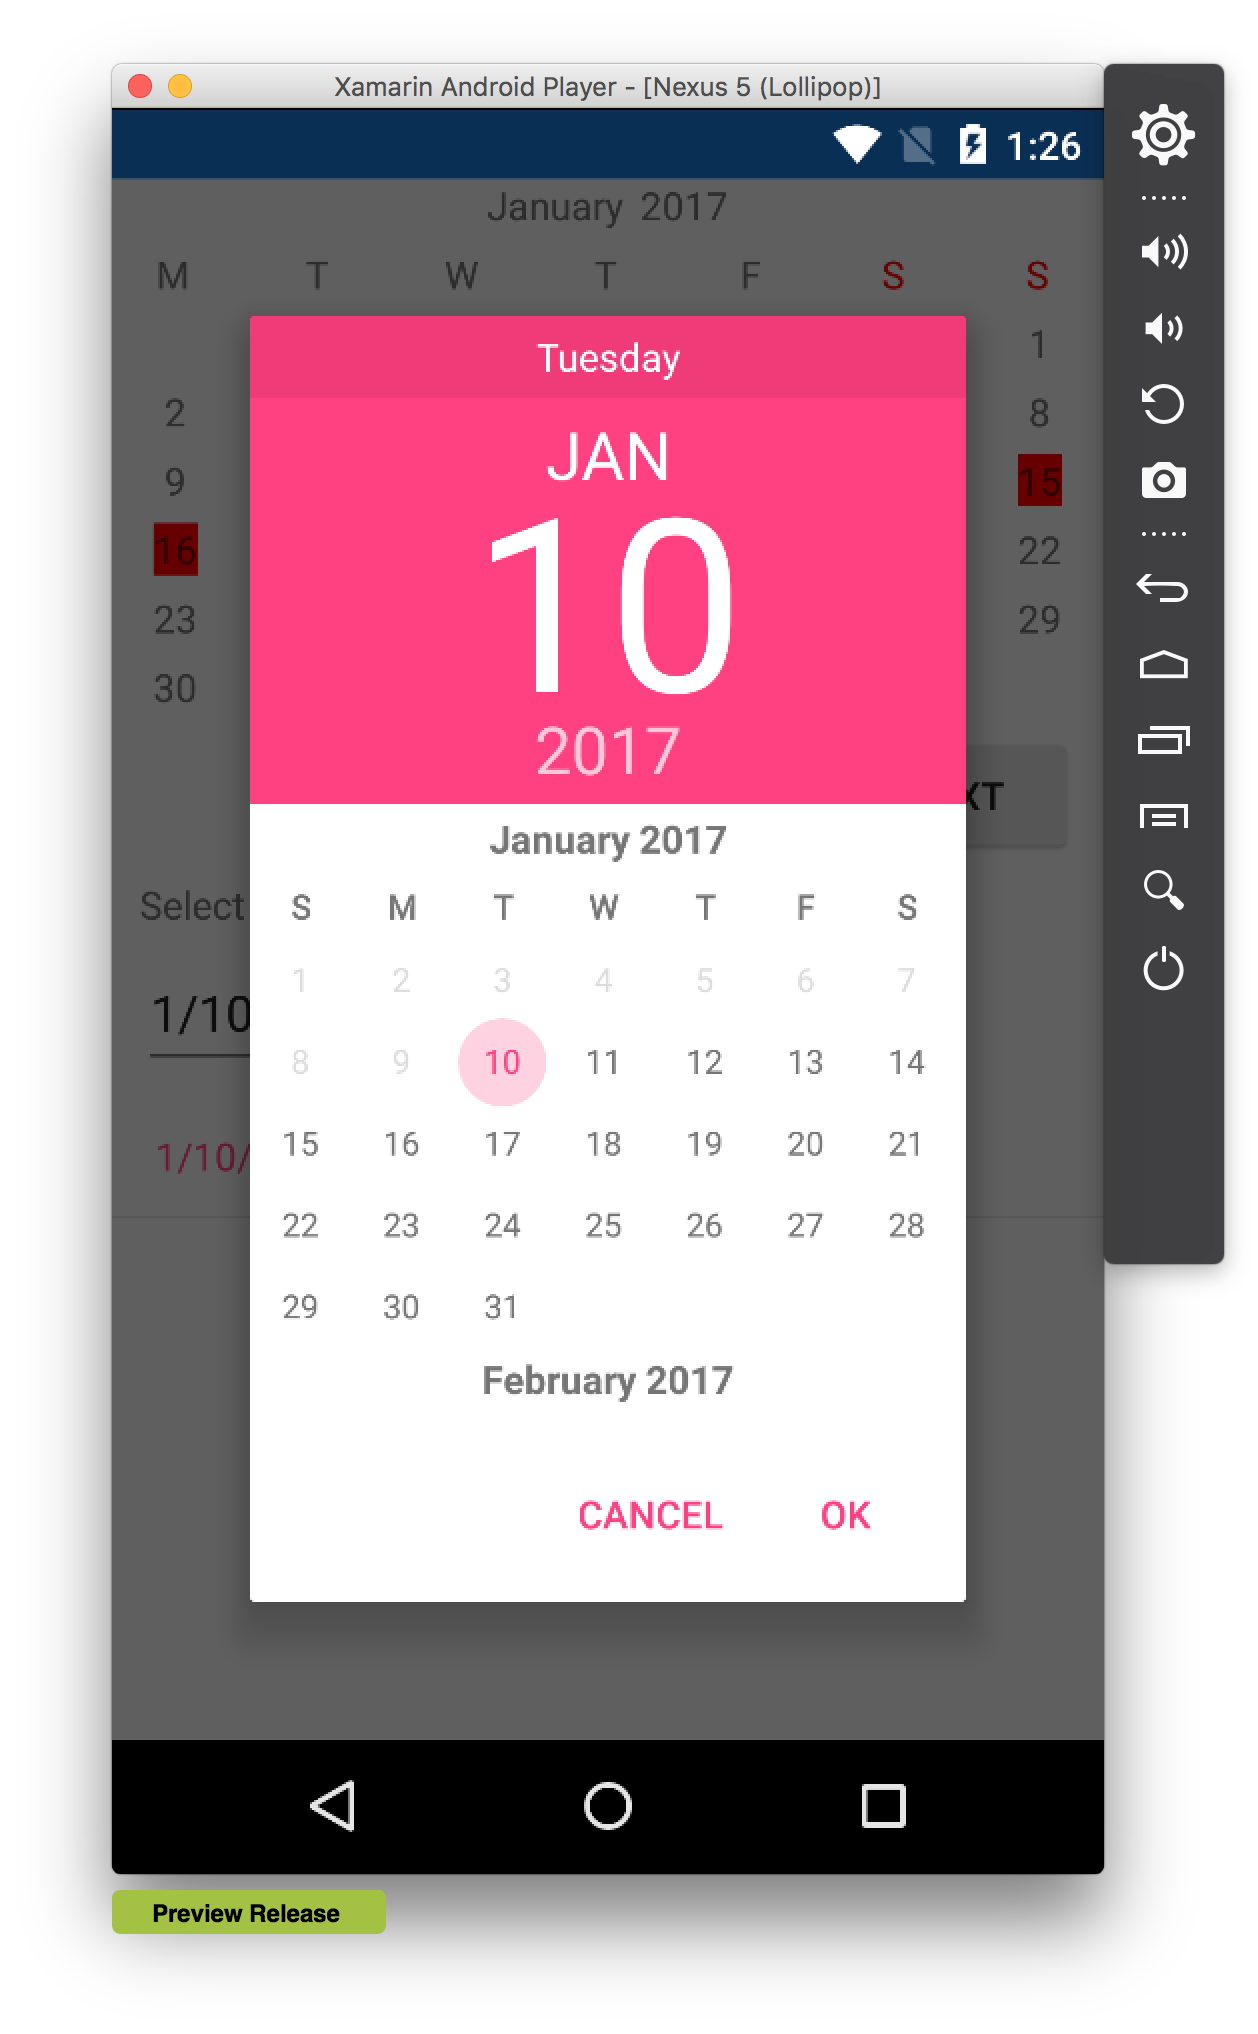 Xamarin Android Player - [Nexus 5 (Lollipop)]
1:26
January 2017
M T W T F S S
1
2 8
9 15
16 22
23 29
30
XT
Select
1/10
1/10/
Tuesday
JAN
10
2017
January 2017
S M T W T F S
1 2 3 4 5 6 7
8 9 10 11 12 13 14
15 16 17 18 19 20 21
22 23 24 25 26 27 28
29 30 31
February 2017
CANCEL OK
Preview Release